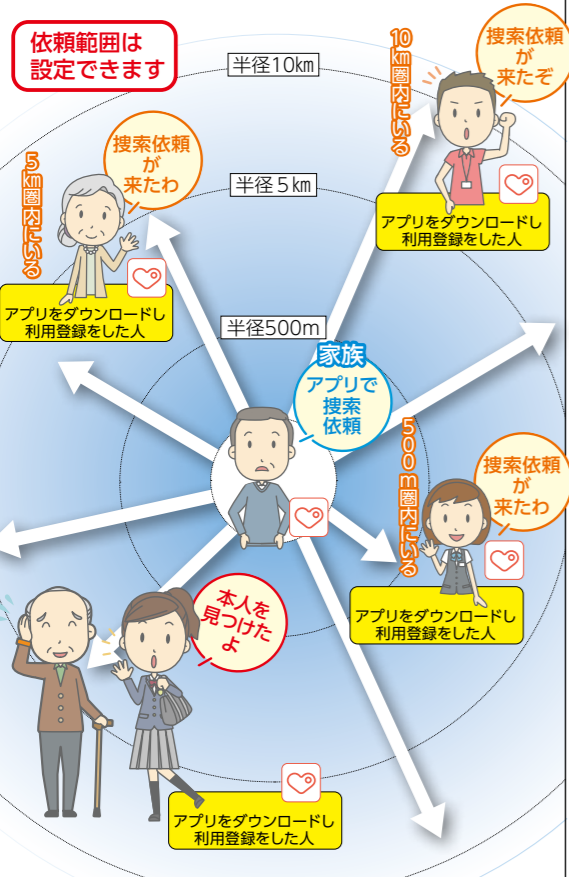 依頼範囲は
設定できます
半径10km
10km圏内にいる
捜索依頼
が
来たぞ
アプリをダウンロードし
利用登録をした人
5km圏内にいる
捜索依頼
が
来たわ
半径5km
アプリをダウンロードし
利用登録をした人
半径500m
家族
アプリで
捜索
依頼
500m圏内にいる
捜索依頼
が
来たわ
アプリをダウンロードし
利用登録をした人
本人を
見つけた
よ
アプリをダウンロードし
利用登録をした人